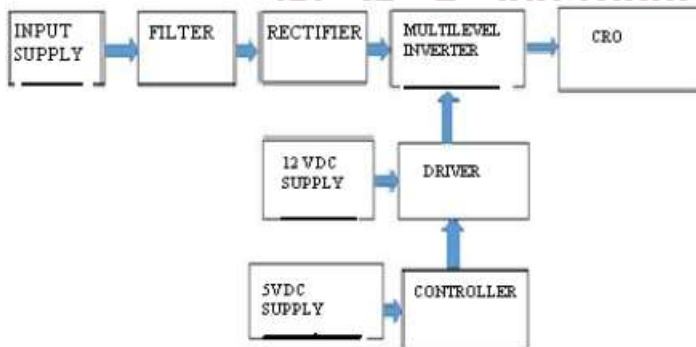 INPUT
SUPPLY
FILTER
RECTIFIER
MULTILEVEL
INVERTER
CRO
12 VDC
SUPPLY
DRIVER
5VDC
SUPPLY
CONTROLLER